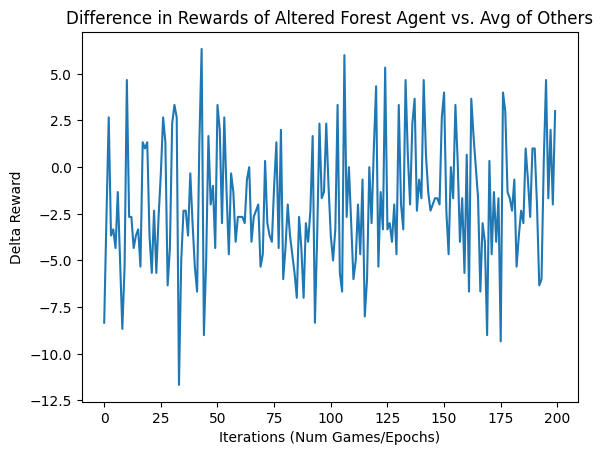 Difference in Rewards of Altered Forest Agent vs. Avg of Others
Delta Reward
5.0
2.5
0.0
−2.5
−5.0
−7.5
−10.0
−12.5
0 25 50 75 100 125 150 175 200
Iterations (Num Games/Epochs)